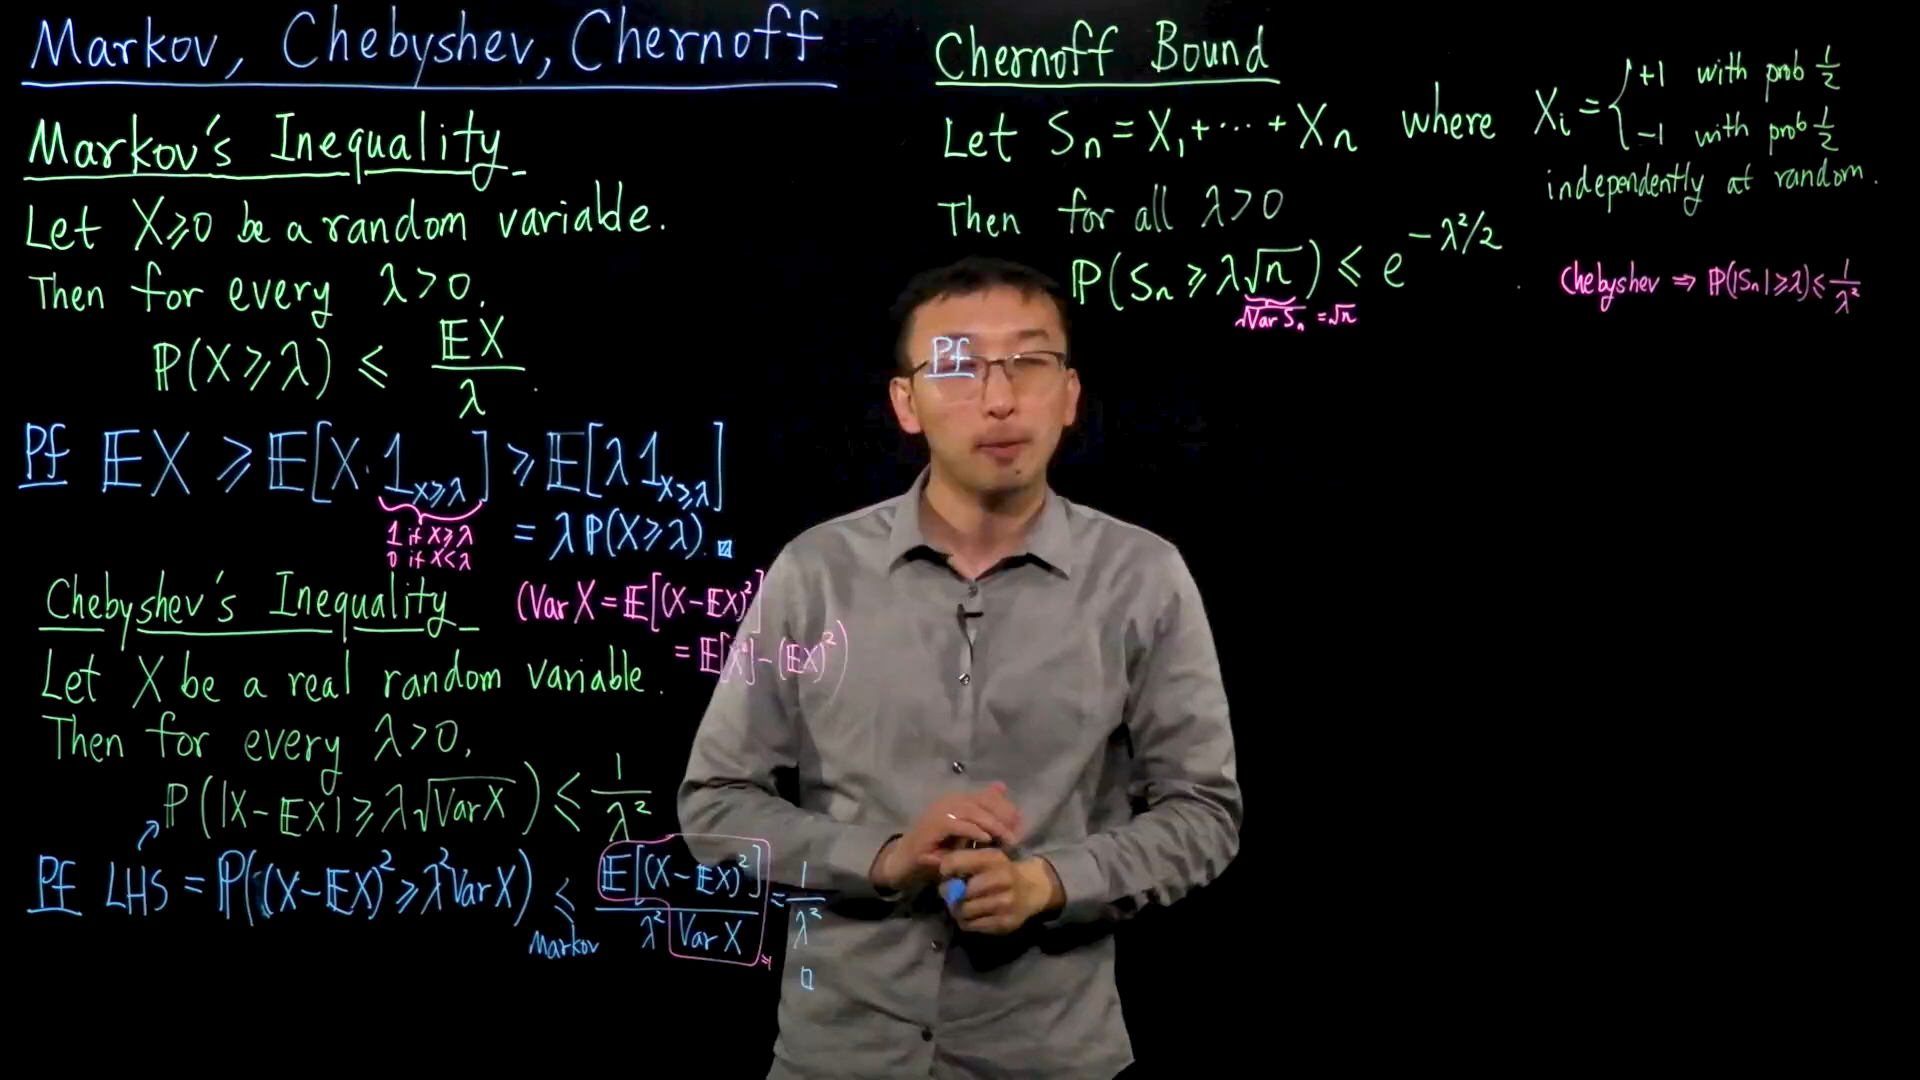 Markov, Chebyshev, Chernoff
Markov's Inequality
Let X⩾0 be a random variable.
Then for every λ>0,
ℙ(X⩾λ) ⩽ 𝔼X/λ.
Pf 𝔼X ⩾ 𝔼[X·1_{X⩾λ}] ⩾ 𝔼[λ1_{X⩾λ}]
1 if X⩾λ
0 if X<λ
= λℙ(X⩾λ).
Chebyshev's Inequality
(Var X = 𝔼[(X-𝔼X)²]
= 𝔼[X²]-(𝔼X)²)
Let X be a real random variable.
Then for every λ>0,
ℙ(|X-𝔼X|⩾λ√Var X) ⩽ 1/λ²
Pf LHS = ℙ((X-𝔼X)²⩾λ²Var X) ⩽ 𝔼[(X-𝔼X)²]/λ² Var X = 1/λ²
Markov
=1
Chernoff Bound
Let Sₙ = X₁+⋯+Xₙ where Xᵢ = { +1 with prob 1/2
-1 with prob 1/2
independently at random.
Then for all λ>0
ℙ(Sₙ⩾λ√n) ⩽ e^{-λ²/2}.
√Var Sₙ = √n
Chebyshev ⇒ ℙ(|Sₙ|⩾λ)⩽1/λ²
Pf